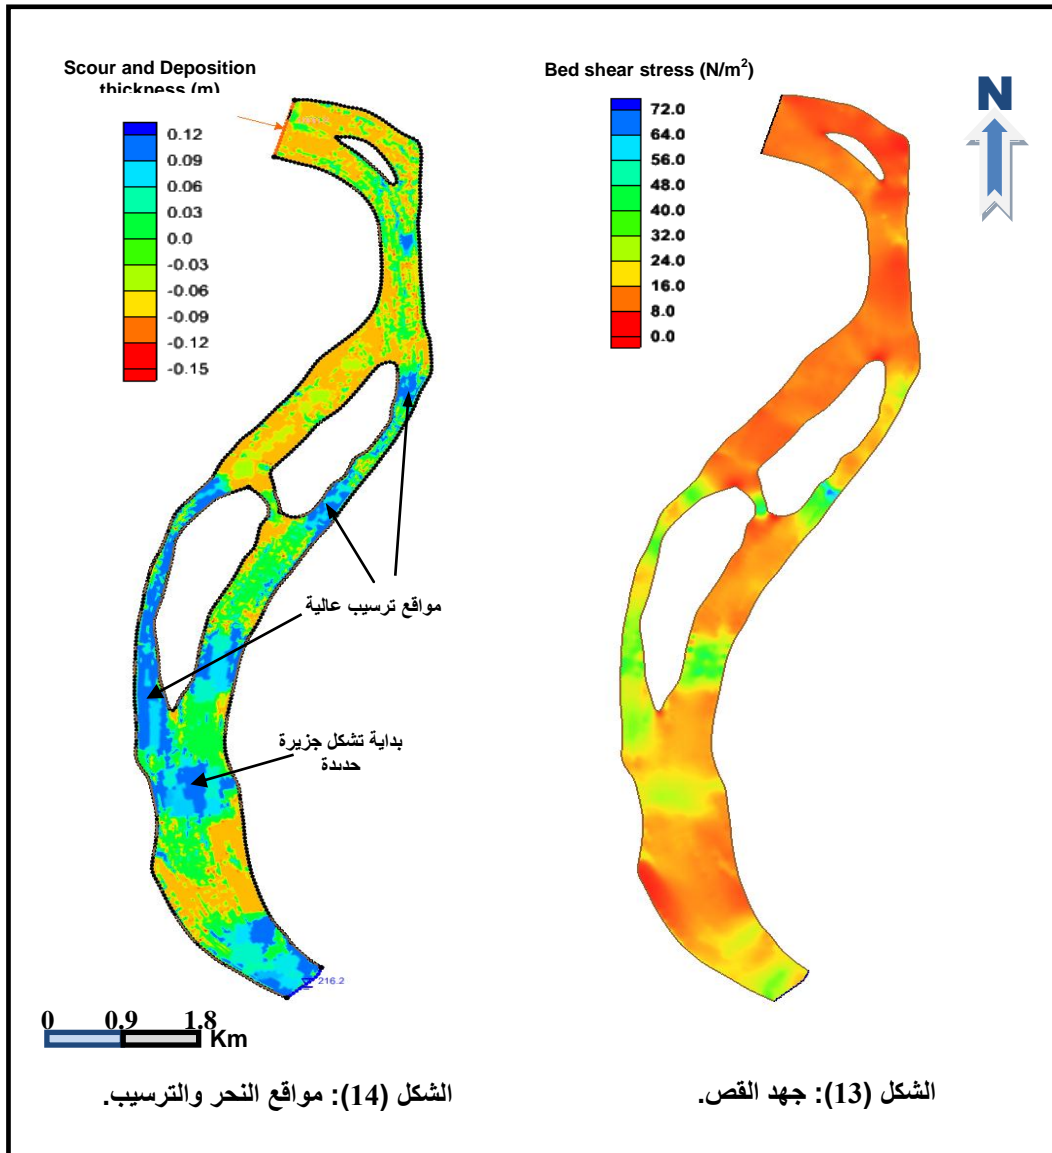 Scour and Deposition
thickness (m)
0.12
0.09
0.06
0.03
0.0
-0.03
-0.06
-0.09
-0.12
-0.15
Bed shear stress (N/m²)
72.0
64.0
56.0
48.0
40.0
32.0
24.0
16.0
8.0
0.0
N
مواقع ترسيب عالية
بداية تشكل جزيرة
جديدة
216.2
0 0.9 1.8
Km
الشكل (13): جهد القص.
الشكل (14): مواقع النحر والترسيب.